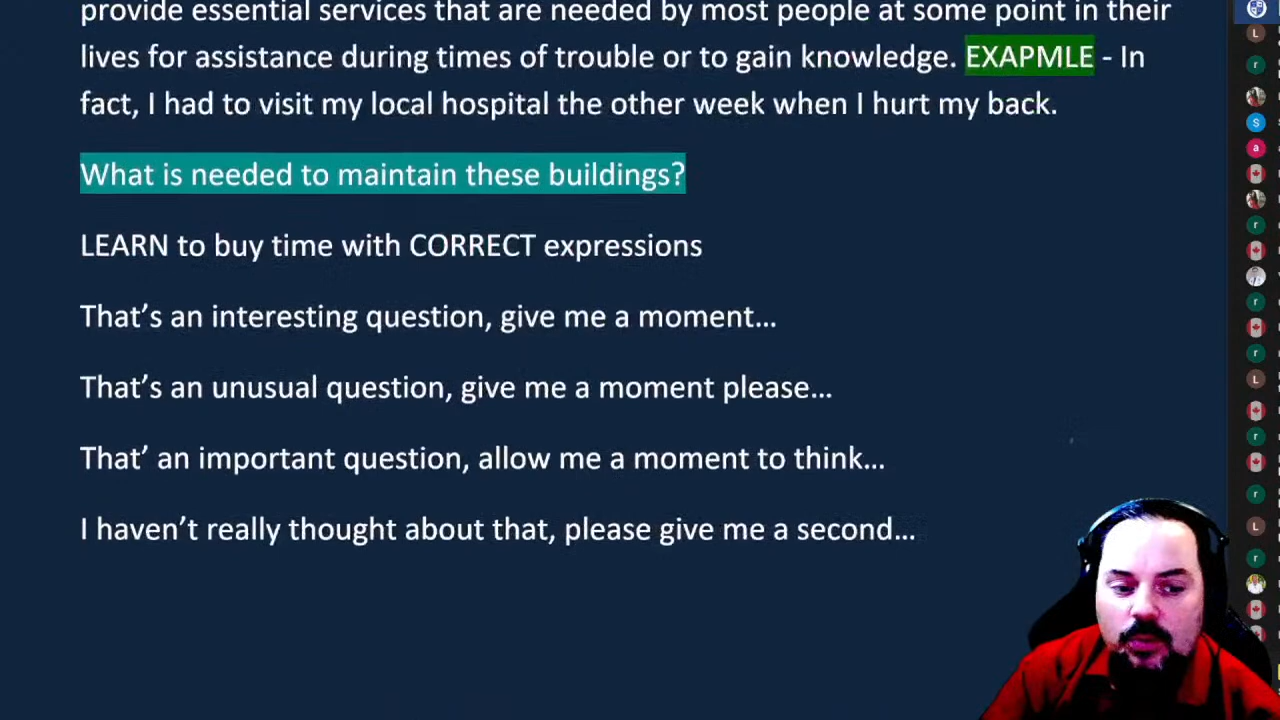 provide essential services that are needed by most people at some point in their
lives for assistance during times of trouble or to gain knowledge. EXAPMLE - In
fact, I had to visit my local hospital the other week when I hurt my back.
What is needed to maintain these buildings?
LEARN to buy time with CORRECT expressions
That’s an interesting question, give me a moment…
That’s an unusual question, give me a moment please…
That’ an important question, allow me a moment to think…
I haven’t really thought about that, please give me a second…
L
r
S
a
r
r
r
L
r
r
L
r